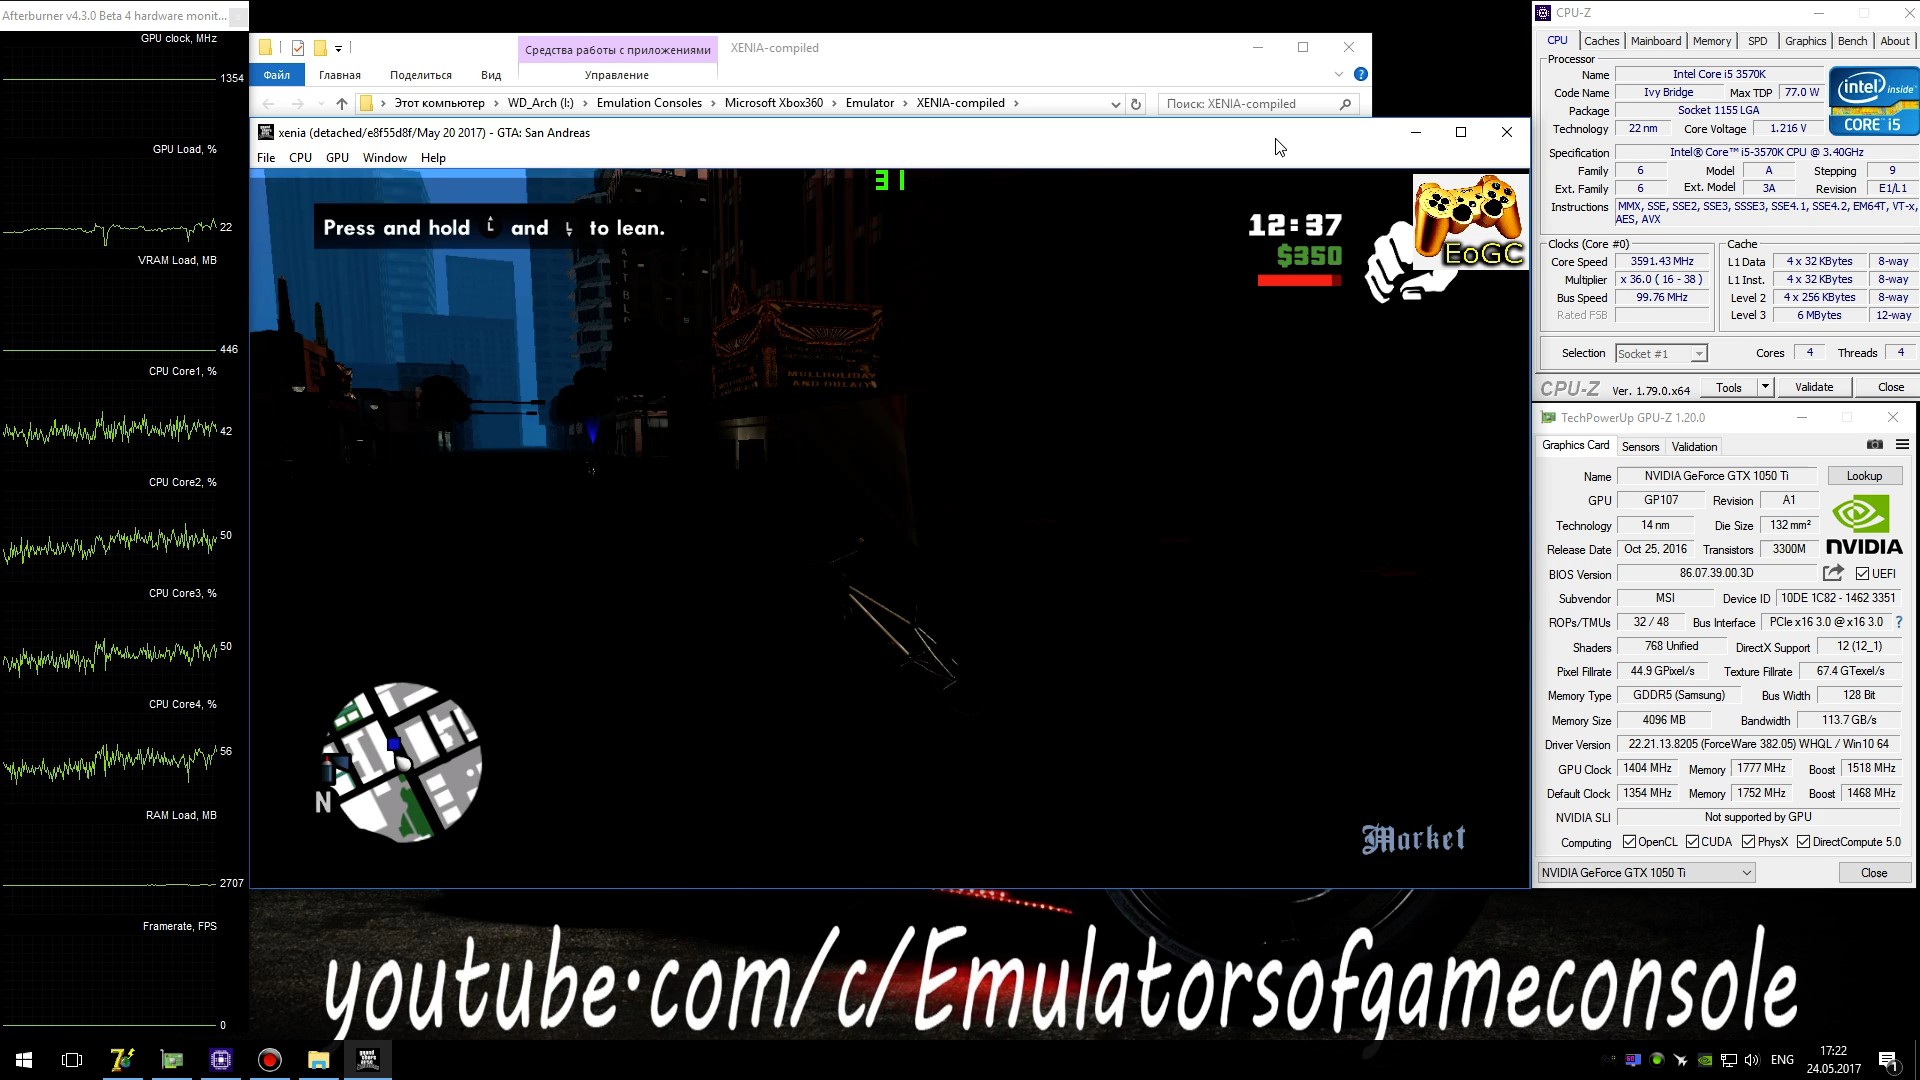 Afterburner v4.3.0 Beta 4 hardware monit...
GPU clock, MHz
1354
GPU Load, %
22
VRAM Load, MB
446
CPU Core1, %
42
CPU Core2, %
50
CPU Core3, %
50
CPU Core4, %
56
RAM Load, MB
2707
Framerate, FPS
0
Средства работы с приложениями
XENIA-compiled
Файл
Главная
Поделиться
Вид
Управление
Этот компьютер
WD_Arch (I:)
Emulation Consoles
Microsoft Xbox360
Emulator
XENIA-compiled
Поиск: XENIA-compiled
xenia (detached/e8f55d8f/May 20 2017) - GTA: San Andreas
File CPU GPU Window Help
31
Press and hold L and L to lean.
12:37
$350
EoGC
MULLHOLIDAY
N
Market
youtube.com/c/Emulatorsofgameconsole
CPU-Z
CPU Caches Mainboard Memory SPD Graphics Bench About
Processor
Name Intel Core i5 3570K
Code Name Ivy Bridge Max TDP 77.0 W
Package Socket 1155 LGA
Technology 22 nm Core Voltage 1.216 V
intel inside
CORE i5
Specification Intel® Core™ i5-3570K CPU @ 3.40GHz
Family 6 Model A Stepping 9
Ext. Family 6 Ext. Model 3A Revision E1/L1
Instructions MMX, SSE, SSE2, SSE3, SSSE3, SSE4.1, SSE4.2, EM64T, VT-x,
AES, AVX
Clocks (Core #0)
Core Speed 3591.43 MHz
Multiplier x 36.0 ( 16 - 38 )
Bus Speed 99.76 MHz
Rated FSB
Cache
L1 Data 4 x 32 KBytes 8-way
L1 Inst. 4 x 32 KBytes 8-way
Level 2 4 x 256 KBytes 8-way
Level 3 6 MBytes 12-way
Selection Socket #1 Cores 4 Threads 4
CPU-Z Ver. 1.79.0.x64 Tools Validate Close
TechPowerUp GPU-Z 1.20.0
Graphics Card Sensors Validation
Name NVIDIA GeForce GTX 1050 Ti Lookup
GPU GP107 Revision A1
Technology 14 nm Die Size 132 mm²
Release Date Oct 25, 2016 Transistors 3300M
NVIDIA
BIOS Version 86.07.39.00.3D UEFI
Subvendor MSI Device ID 10DE 1C82 - 1462 3351
ROPs/TMUs 32 / 48 Bus Interface PCIe x16 3.0 @ x16 3.0 ?
Shaders 768 Unified DirectX Support 12 (12_1)
Pixel Fillrate 44.9 GPixel/s Texture Fillrate 67.4 GTexel/s
Memory Type GDDR5 (Samsung) Bus Width 128 Bit
Memory Size 4096 MB Bandwidth 113.7 GB/s
Driver Version 22.21.13.8205 (ForceWare 382.05) WHQL / Win10 64
GPU Clock 1404 MHz Memory 1777 MHz Boost 1518 MHz
Default Clock 1354 MHz Memory 1752 MHz Boost 1468 MHz
NVIDIA SLI Not supported by GPU
Computing OpenCL CUDA PhysX DirectCompute 5.0
NVIDIA GeForce GTX 1050 Ti Close
ENG
17:22
24.05.2017
1